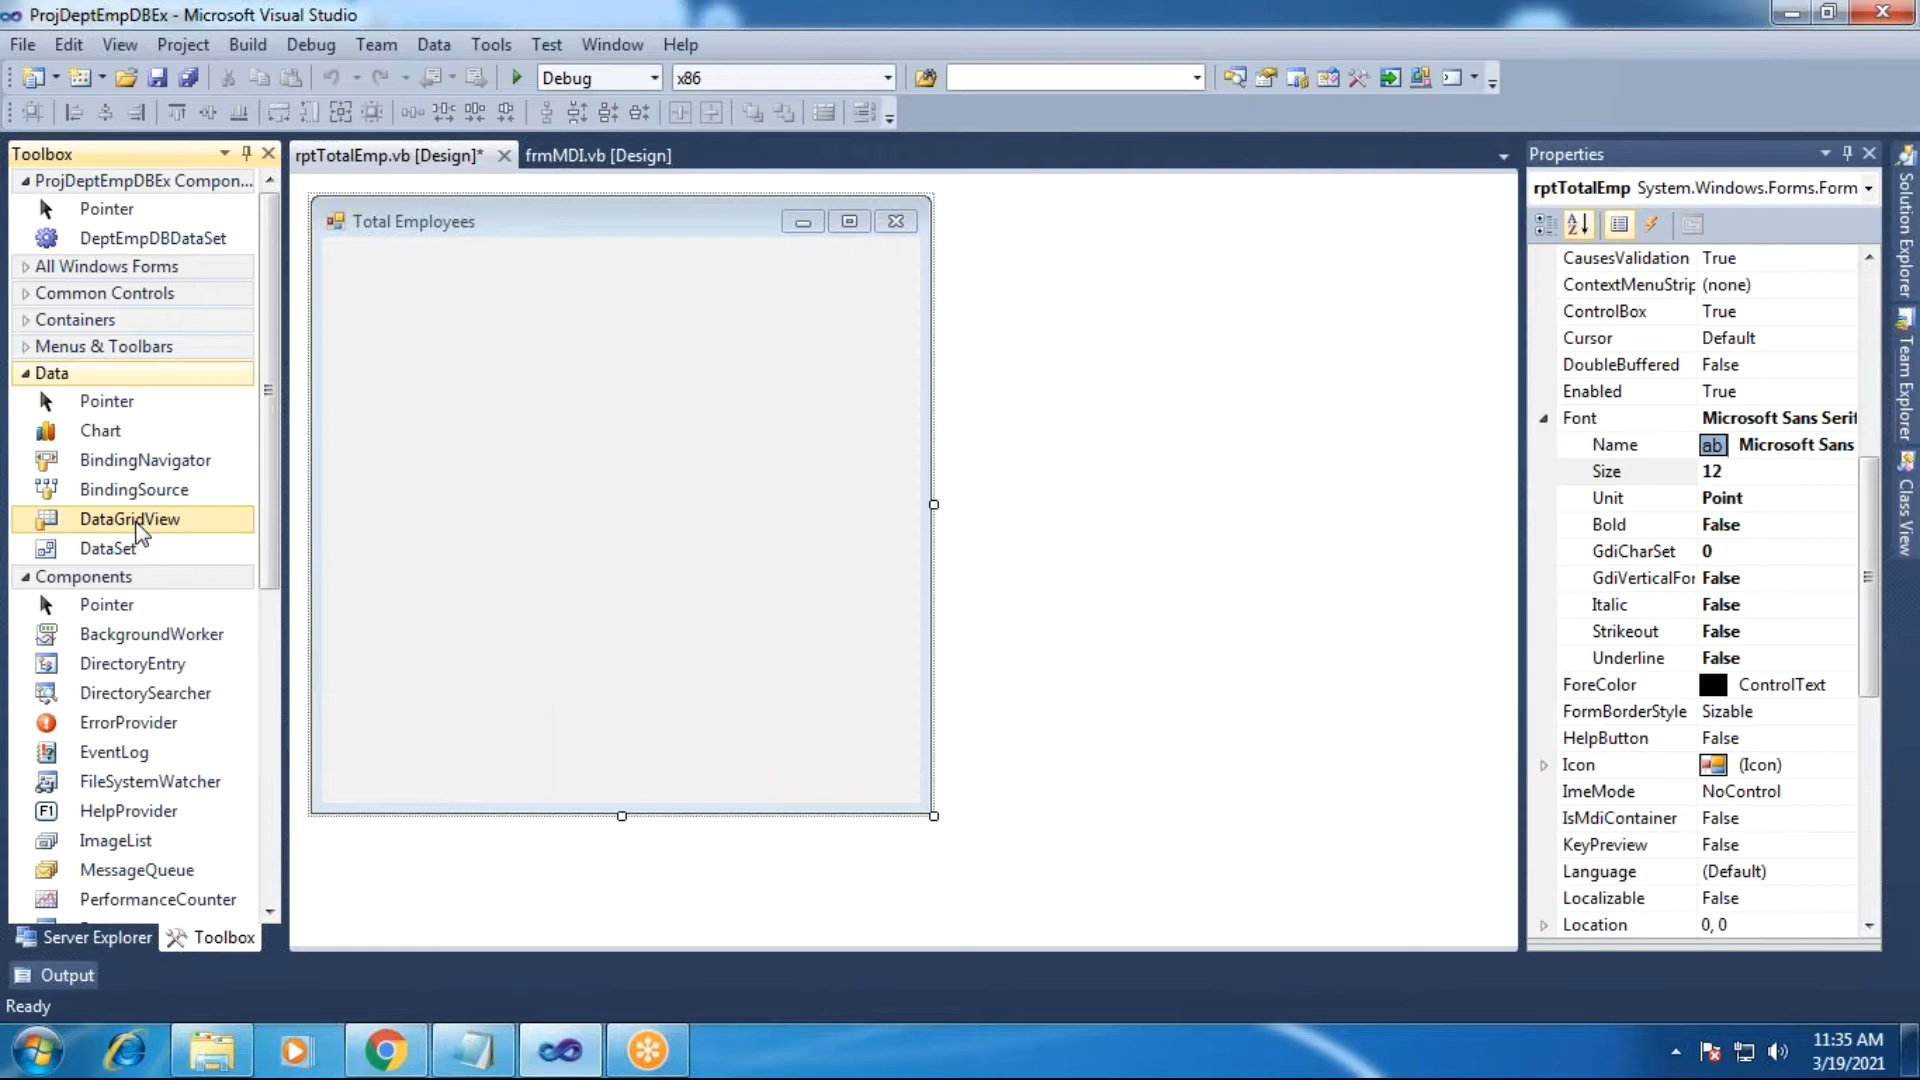 ProjDeptEmpDBEx - Microsoft Visual Studio
File Edit View Project Build Debug Team Data Tools Test Window Help
Debug x86
Toolbox
rptTotalEmp.vb [Design]* frmMDI.vb [Design]
Properties
ProjDeptEmpDBEx Compon...
Pointer
DeptEmpDBDataSet
All Windows Forms
Common Controls
Containers
Menus & Toolbars
Data
Pointer
Chart
BindingNavigator
BindingSource
DataGridView
DataSet
Components
Pointer
BackgroundWorker
DirectoryEntry
DirectorySearcher
ErrorProvider
EventLog
FileSystemWatcher
F1 HelpProvider
ImageList
MessageQueue
PerformanceCounter
Server Explorer Toolbox
Total Employees
rptTotalEmp System.Windows.Forms.Form
CausesValidation True
ContextMenuStrip (none)
ControlBox True
Cursor Default
DoubleBuffered False
Enabled True
Font Microsoft Sans Serif
Name ab Microsoft Sans
Size 12
Unit Point
Bold False
GdiCharSet 0
GdiVerticalFor False
Italic False
Strikeout False
Underline False
ForeColor ControlText
FormBorderStyle Sizable
HelpButton False
Icon (Icon)
ImeMode NoControl
IsMdiContainer False
KeyPreview False
Language (Default)
Localizable False
Location 0, 0
Solution Explorer
Team Explorer
Class View
Output
Ready
11:35 AM
3/19/2021